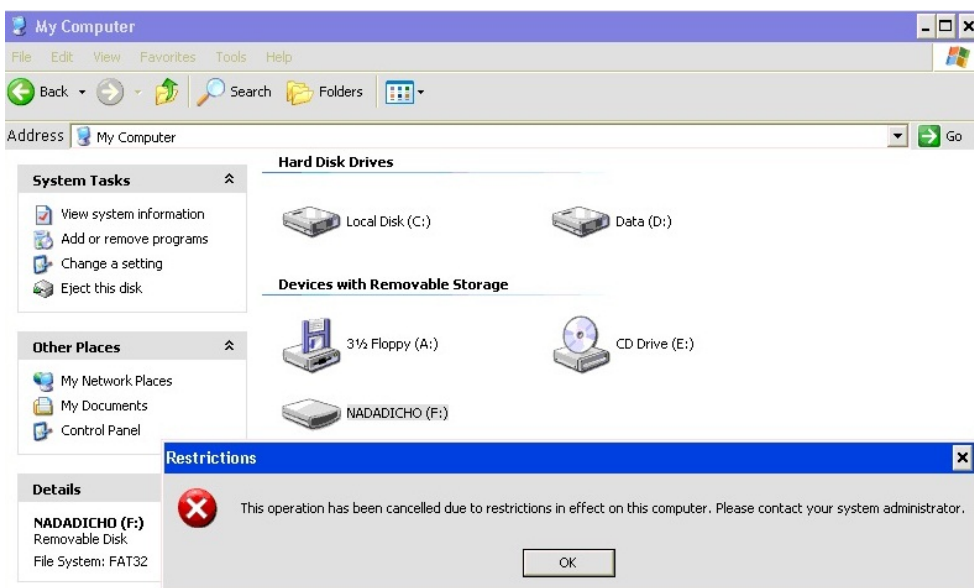 My Computer
File Edit View Favorites Tools Help
Back Search Folders
Address My Computer Go
System Tasks
View system information
Add or remove programs
Change a setting
Eject this disk
Other Places
My Network Places
My Documents
Control Panel
Details
NADADICHO (F:)
Removable Disk
File System: FAT32
Hard Disk Drives
Local Disk (C:) Data (D:)
Devices with Removable Storage
3½ Floppy (A:) CD Drive (E:)
NADADICHO (F:)
Restrictions
This operation has been cancelled due to restrictions in effect on this computer. Please contact your system administrator.
OK